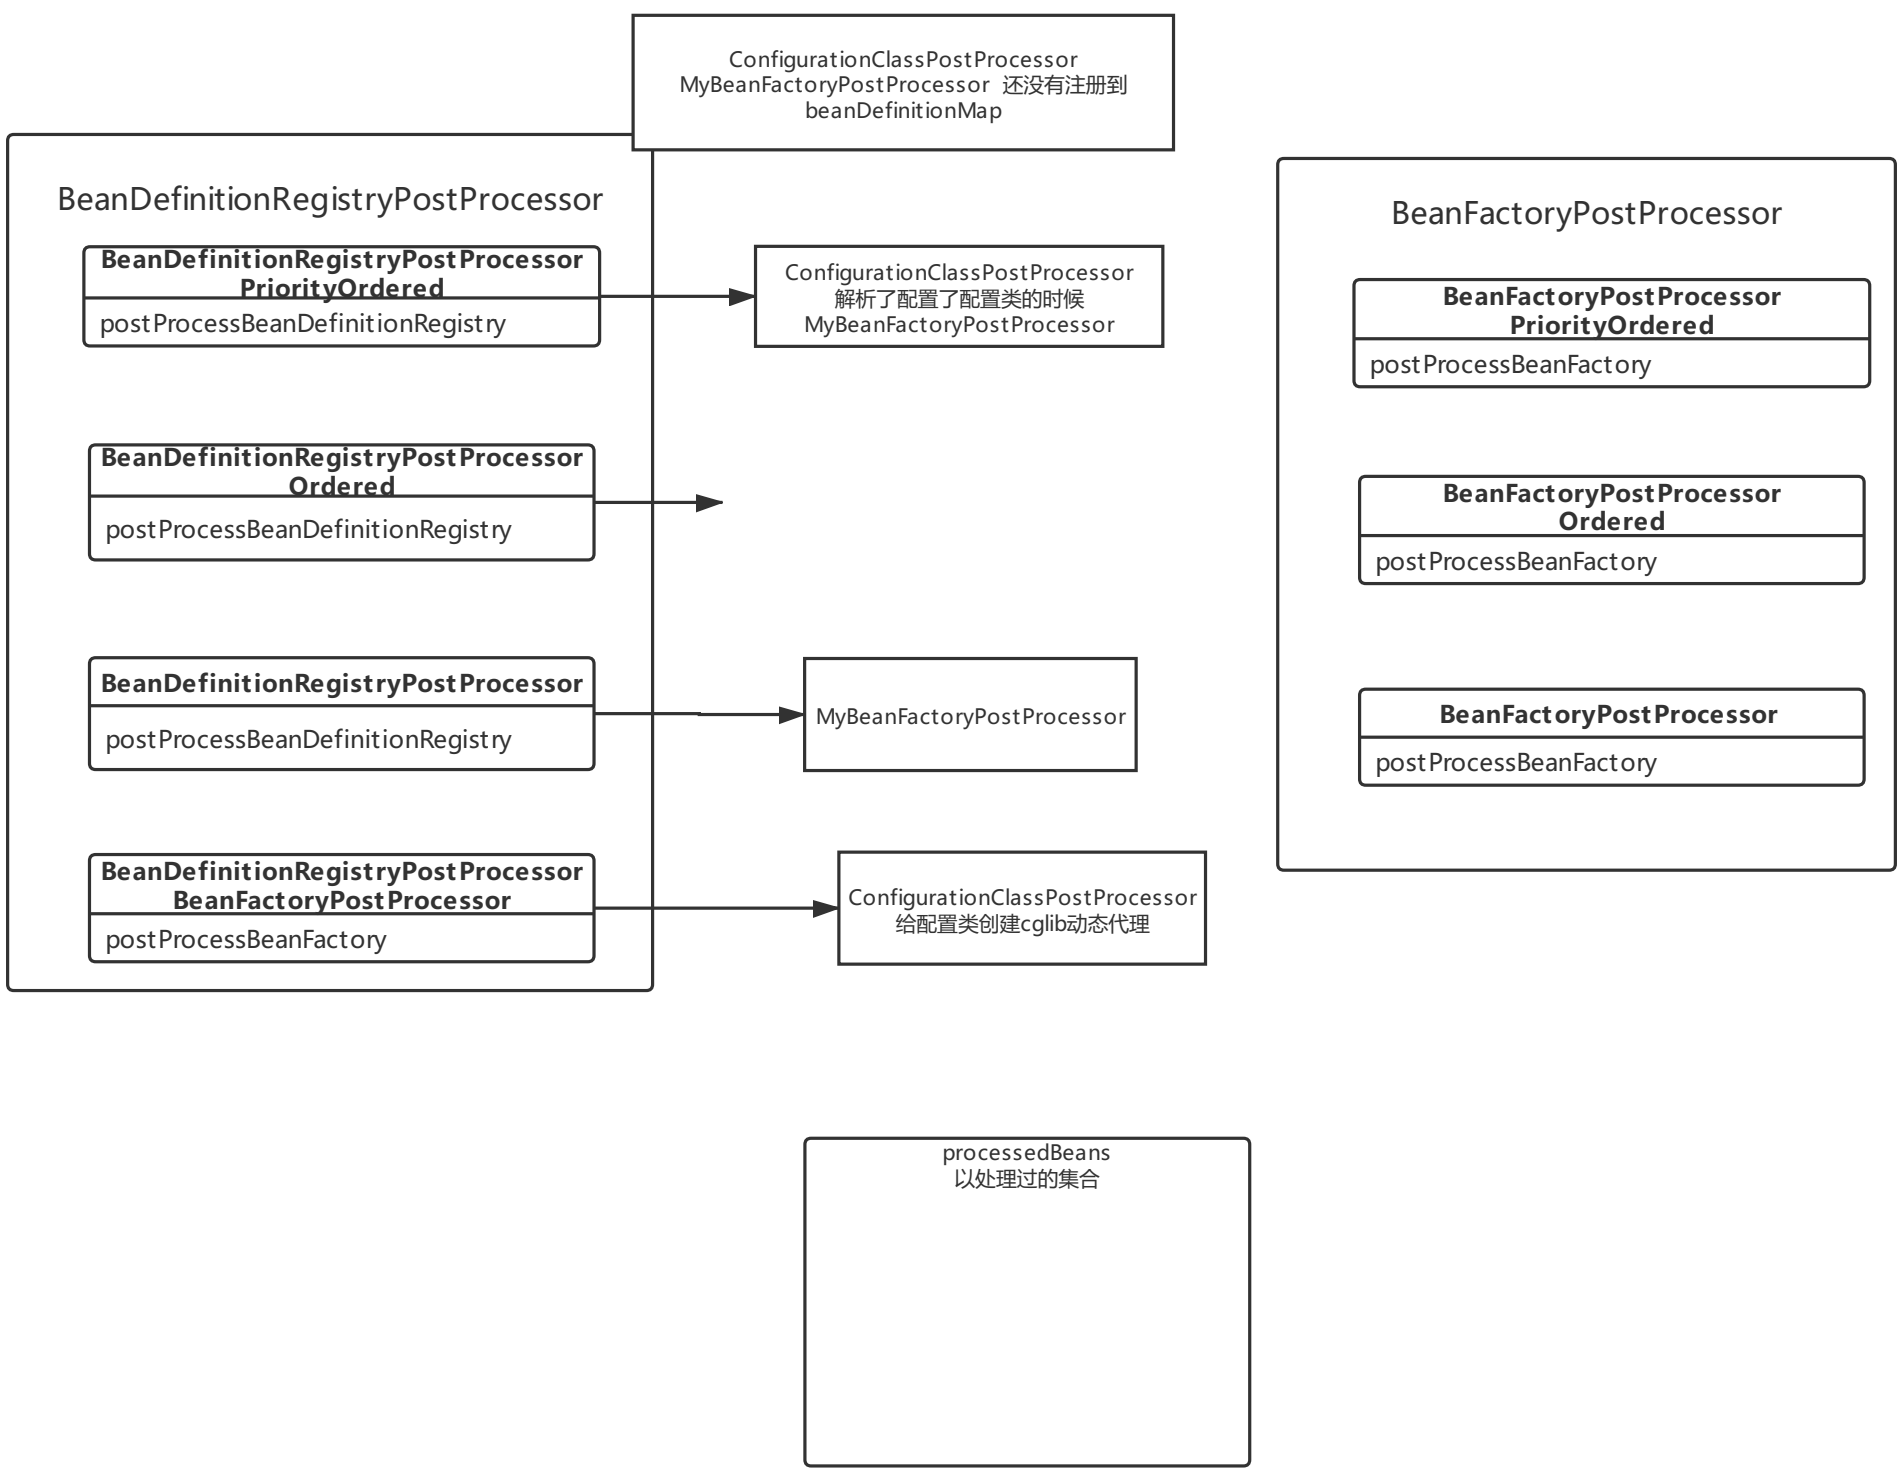 ConfigurationClassPostProcessor
MyBeanFactoryPostProcessor 还没有注册到
beanDefinitionMap
BeanDefinitionRegistryPostProcessor
BeanDefinitionRegistryPostProcessor
PriorityOrdered
postProcessBeanDefinitionRegistry
ConfigurationClassPostProcessor
解析了配置了配置类的时候
MyBeanFactoryPostProcessor
BeanDefinitionRegistryPostProcessor
Ordered
postProcessBeanDefinitionRegistry
BeanDefinitionRegistryPostProcessor
postProcessBeanDefinitionRegistry
MyBeanFactoryPostProcessor
BeanDefinitionRegistryPostProcessor
BeanFactoryPostProcessor
postProcessBeanFactory
ConfigurationClassPostProcessor
给配置类创建cglib动态代理
BeanFactoryPostProcessor
BeanFactoryPostProcessor
PriorityOrdered
postProcessBeanFactory
BeanFactoryPostProcessor
Ordered
postProcessBeanFactory
BeanFactoryPostProcessor
postProcessBeanFactory
processedBeans
以处理过的集合